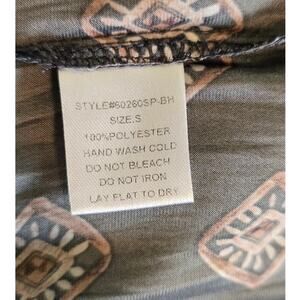 STYLE#60260SP-BH
SIZE.S
100%POLYESTER
HAND WASH COLD
DO NOT BLEACH
DO NOT IRON
LAY FLAT TO DRY